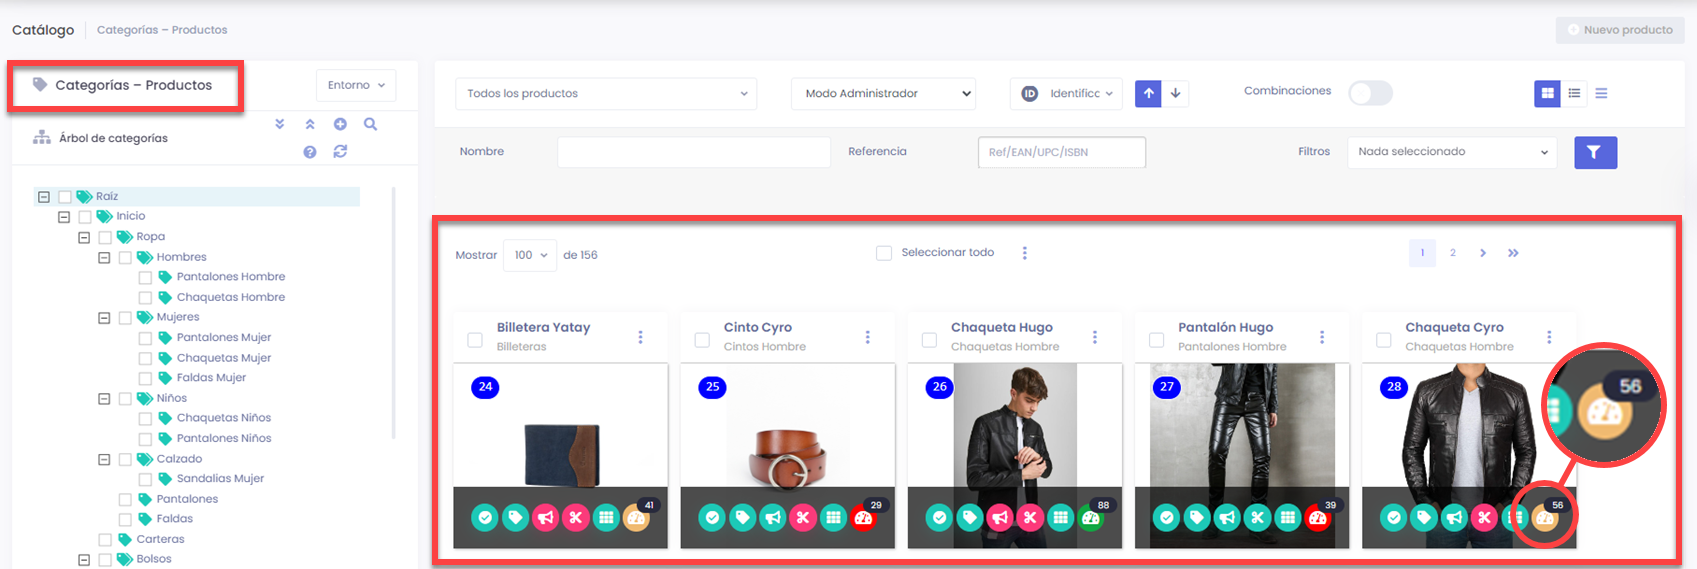 Catálogo
Categorías – Productos
Nuevo producto
Categorías – Productos
Entorno
Árbol de categorías
Raíz
Inicio
Ropa
Hombres
Pantalones Hombre
Chaquetas Hombre
Mujeres
Pantalones Mujer
Chaquetas Mujer
Faldas Mujer
Niños
Chaquetas Niños
Pantalones Niños
Calzado
Sandalias Mujer
Pantalones
Faldas
Carteras
Bolsos
Todos los productos
Modo Administrador
ID Identificc
Combinaciones
Nombre
Referencia
Ref/EAN/UPC/ISBN
Filtros
Nada seleccionado
Mostrar 100 de 156
Seleccionar todo
1 2
Billetera Yatay
Billeteras
24
41
Cinto Cyro
Cintos Hombre
25
29
Chaqueta Hugo
Chaquetas Hombre
26
88
Pantalón Hugo
Pantalones Hombre
27
39
Chaqueta Cyro
Chaquetas Hombre
28
56
56